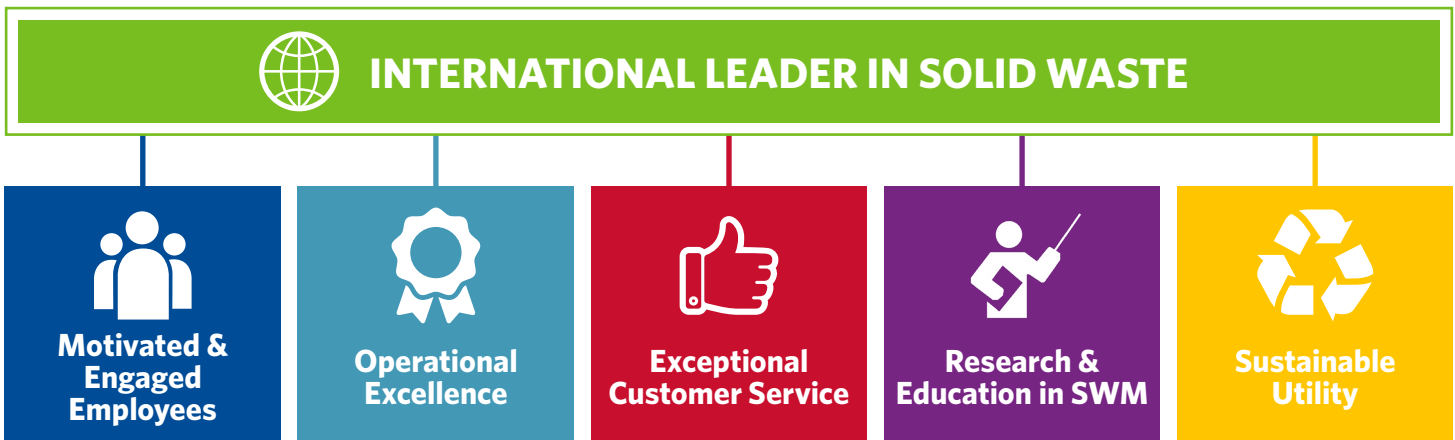 INTERNATIONAL LEADER IN SOLID WASTE
Motivated &
Engaged
Employees
Operational
Excellence
Exceptional
Customer Service
Research &
Education in SWM
Sustainable
Utility